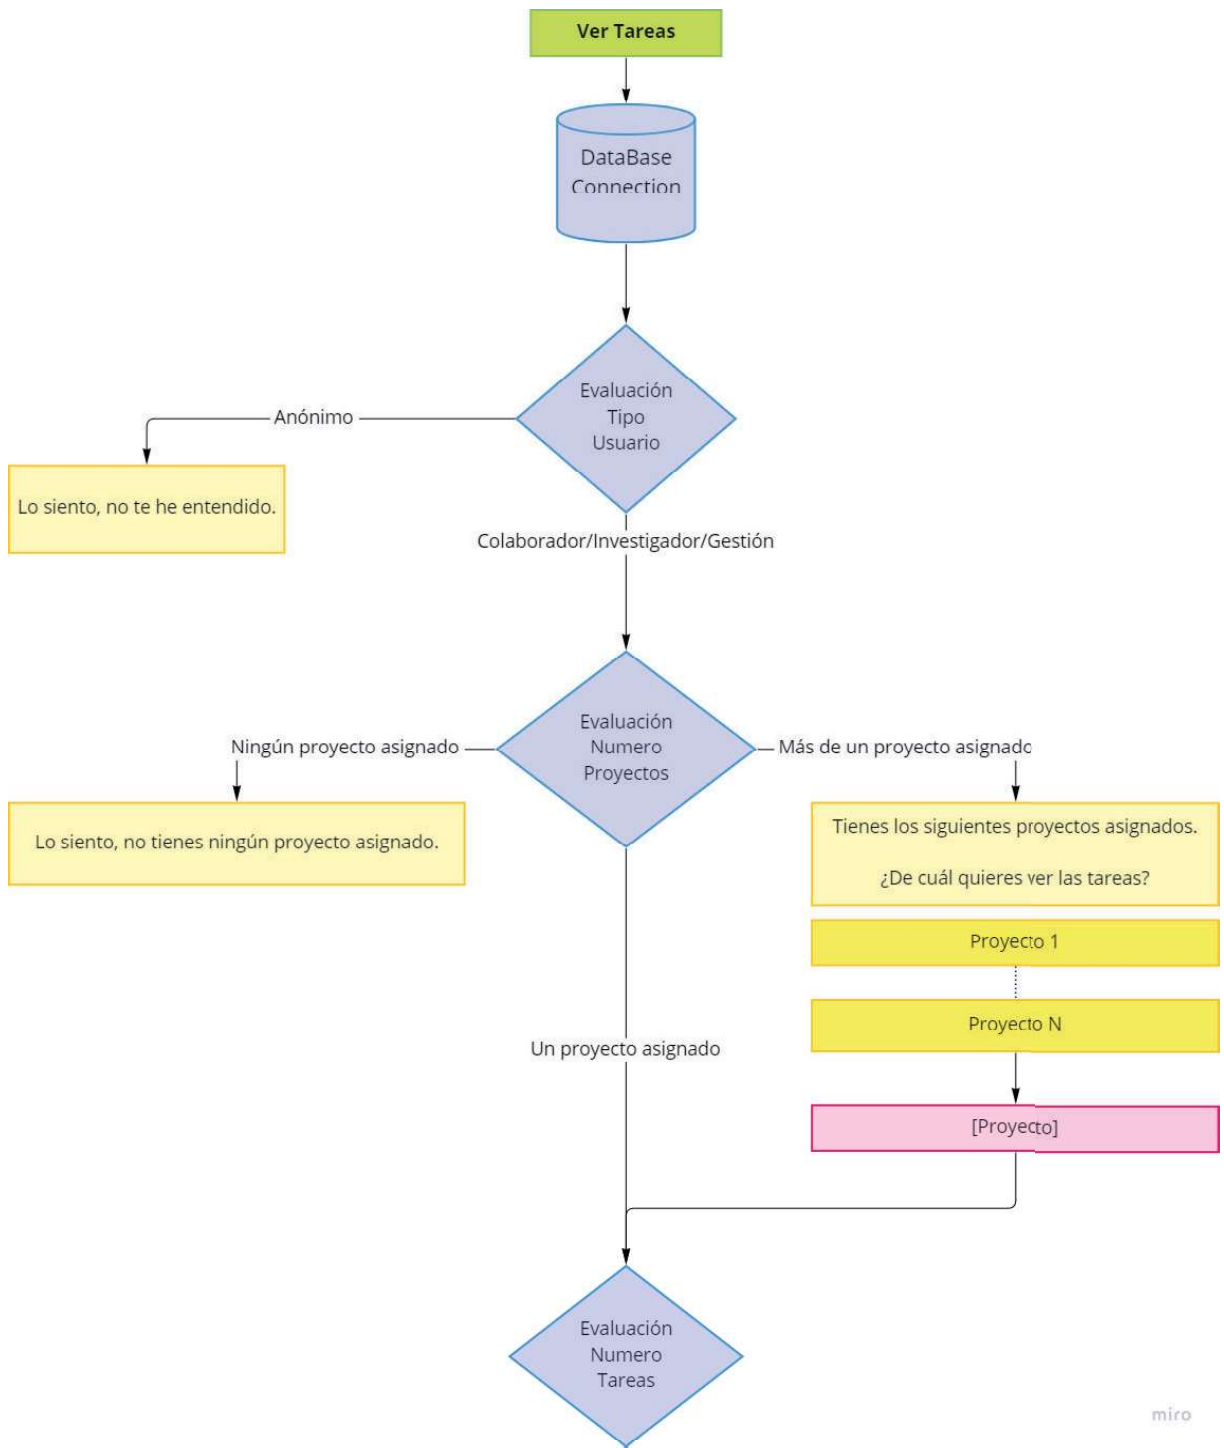 Ver Tareas
DataBase
Connection
Evaluación
Tipo
Usuario
Anónimo
Lo siento, no te he entendido.
Colaborador/Investigador/Gestión
Evaluación
Numero
Proyectos
Ningún proyecto asignado
Más de un proyecto asignado
Lo siento, no tienes ningún proyecto asignado.
Tienes los siguientes proyectos asignados.
¿De cuál quieres ver las tareas?
Proyecto 1
Proyecto N
Un proyecto asignado
[Proyecto]
Evaluación
Numero
Tareas
miro